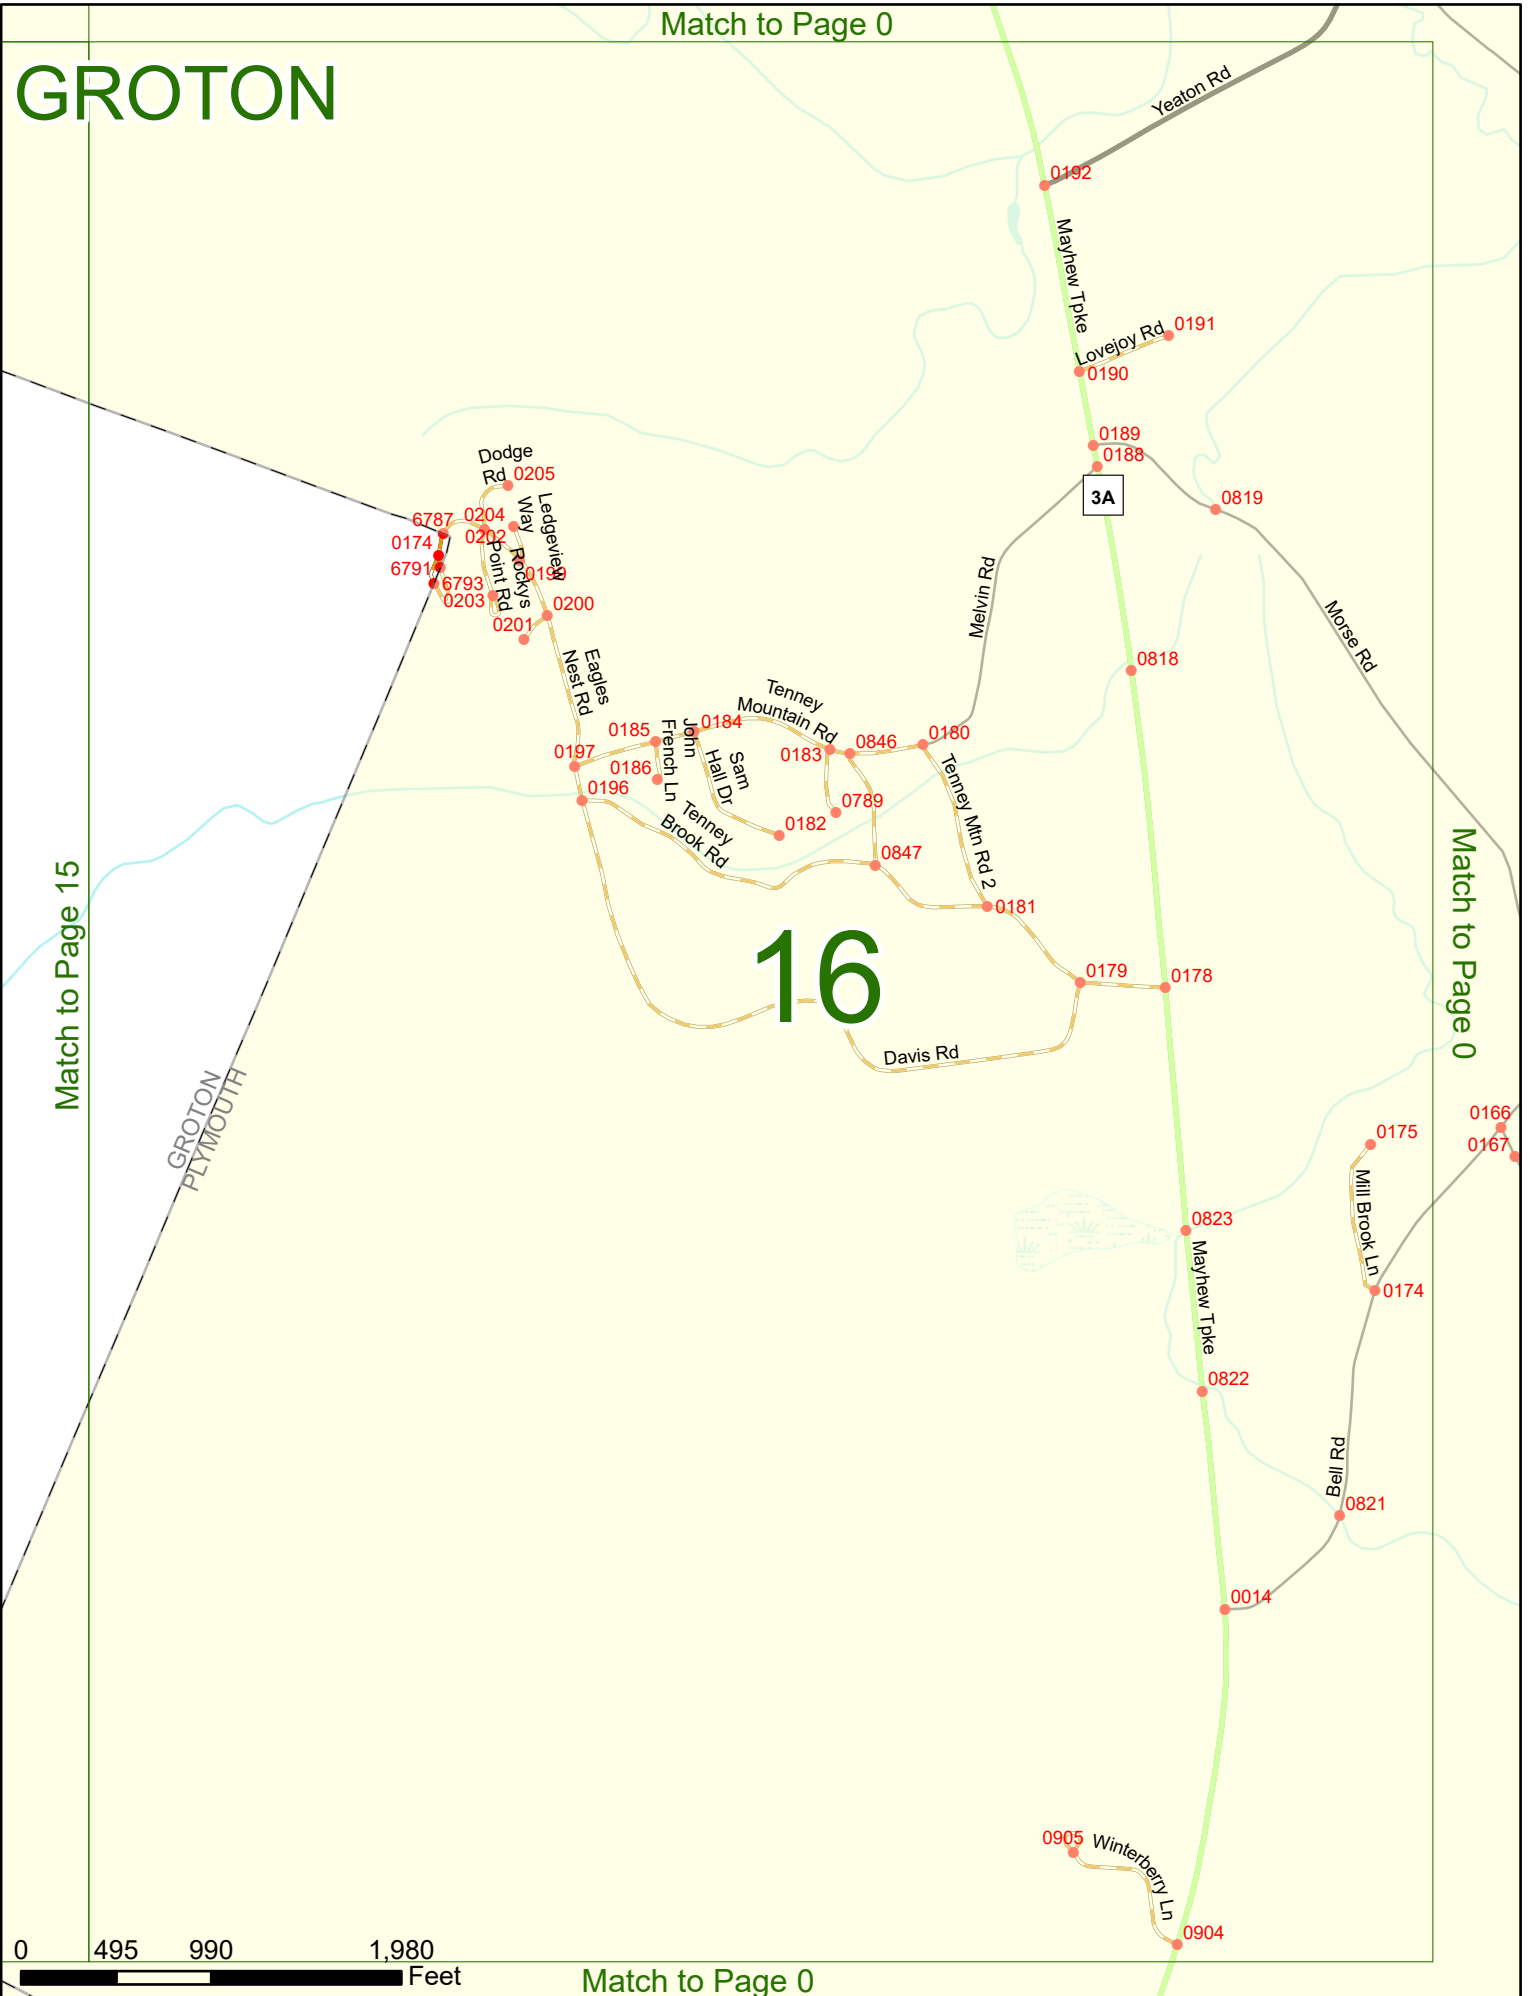 Match to Page 0
GROTON
Yeaton Rd
0192
Mayhew Tpke
0191
Lovejoy Rd
0190
0189
0188
3A
0819
Dodge
Rd
0205
Ledgeview
Way
6787
0204
0202
0174
6791
6793
0203
Point Rd
Rockys
0199
0200
0201
Melvin Rd
Morse Rd
0818
Eagles
Nest Rd
Tenney
Mountain Rd
0185
John
French Ln
0184
0183
0846
0180
0197
0186
Sam
Hall Dr
0196
0789
0182
Tenney
Brook Rd
Tenney Mtn Rd 2
0847
0181
Match to Page 15
Match to Page 0
16
0179
0178
Davis Rd
GROTON
PLYMOUTH
0166
0167
0175
Mill Brook Ln
0823
Mayhew Tpke
0174
0822
Bell Rd
0821
0014
0905
Winterberry Ln
0904
0 495 990 1,980
Feet
Match to Page 0